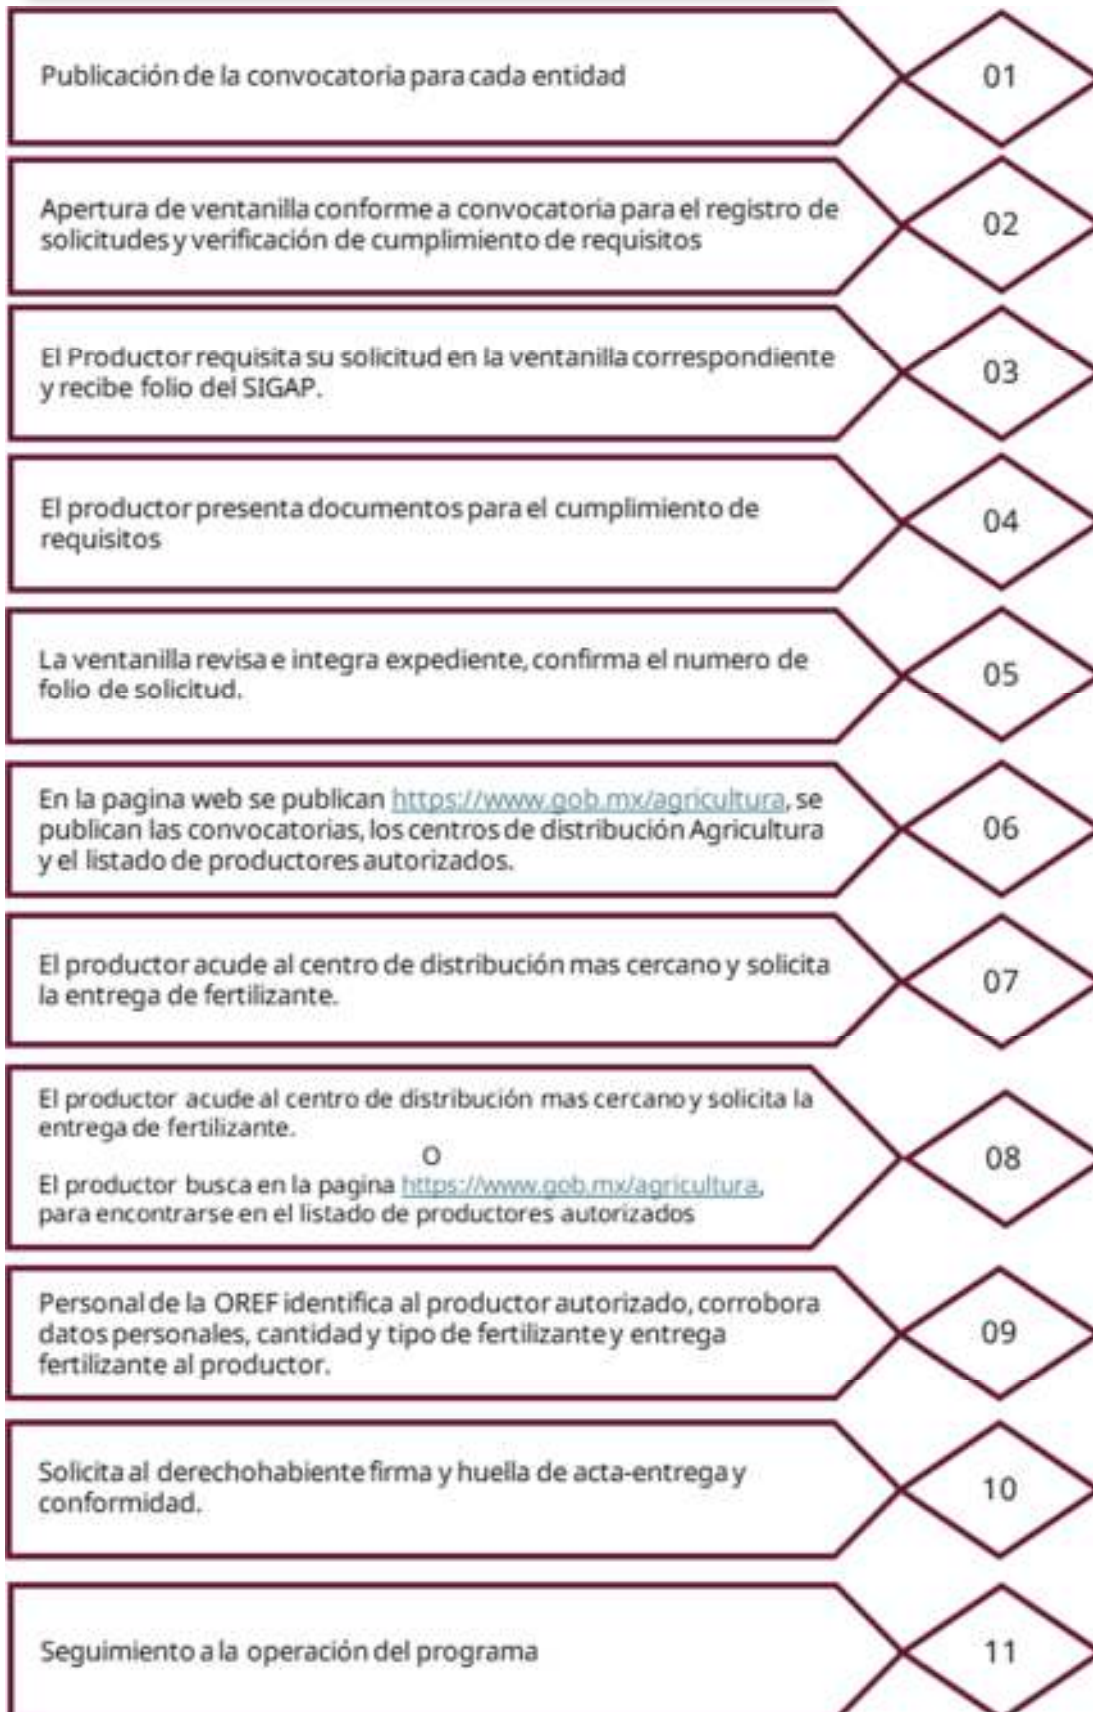 Publicación de la convocatoria para cada entidad
01
Apertura de ventanilla conforme a convocatoria para el registro de
solicitudes y verificación de cumplimiento de requisitos
02
El Productor requisita su solicitud en la ventanilla correspondiente
y recibe folio del SIGAP.
03
El productor presenta documentos para el cumplimiento de
requisitos
04
La ventanilla revisa e integra expediente, confirma el numero de
folio de solicitud.
05
En la pagina web se publican https://www.gob.mx/agricultura, se
publican las convocatorias, los centros de distribución Agricultura
y el listado de productores autorizados.
06
El productor acude al centro de distribución mas cercano y solicita
la entrega de fertilizante.
07
El productor acude al centro de distribución mas cercano y solicita la
entrega de fertilizante.
O
El productor busca en la pagina https://www.gob.mx/agricultura,
para encontrarse en el listado de productores autorizados
08
Personal de la OREF identifica al productor autorizado, corrobora
datos personales, cantidad y tipo de fertilizante y entrega
fertilizante al productor.
09
Solicita al derechohabiente firma y huella de acta-entrega y
conformidad.
10
Seguimiento a la operación del programa
11